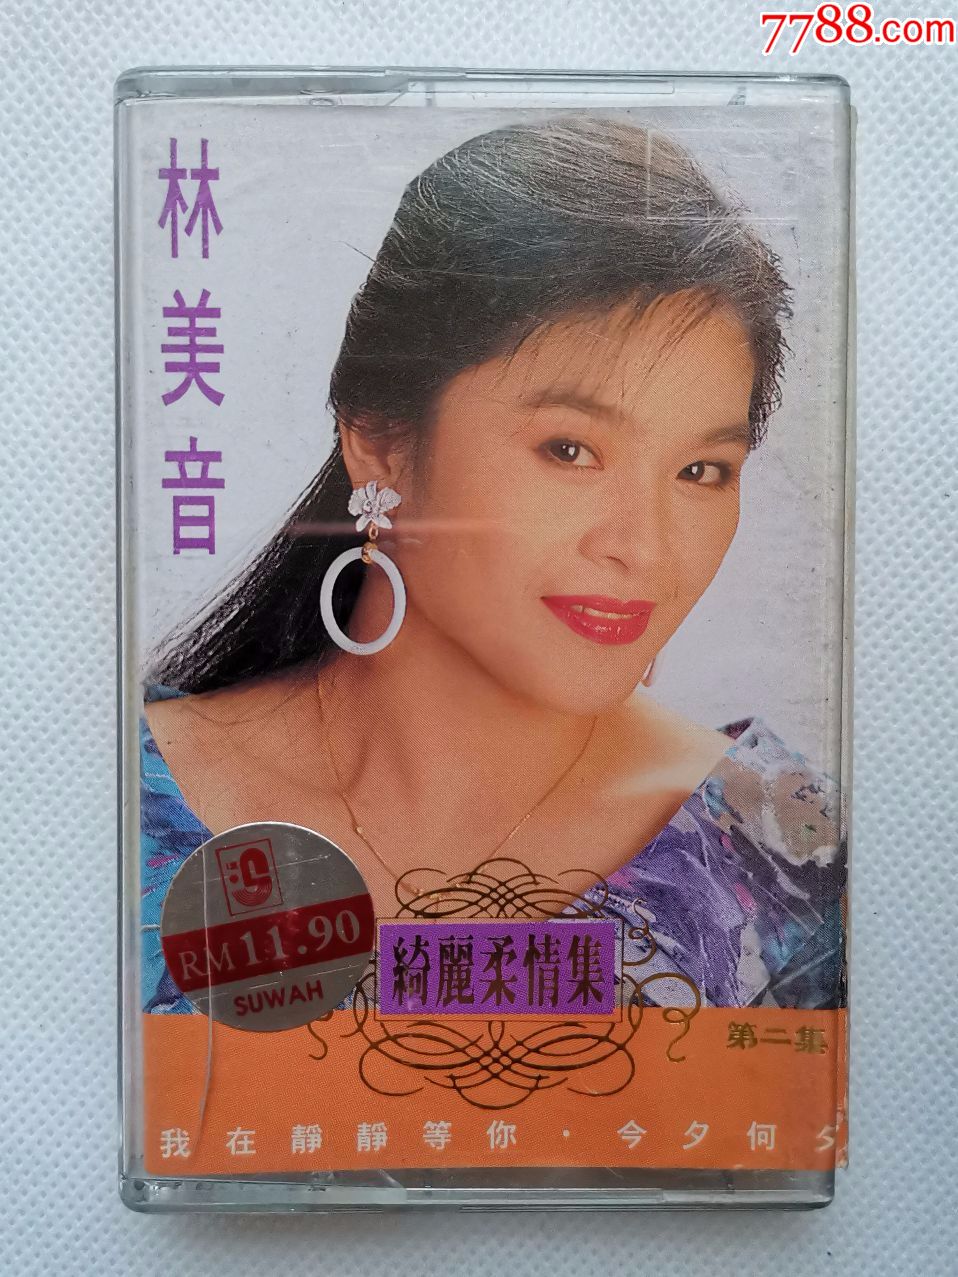 7788.com
林美音
RM11.90
SUWAH
綺麗柔情集
第二集
我在靜靜等你·今夕何夕